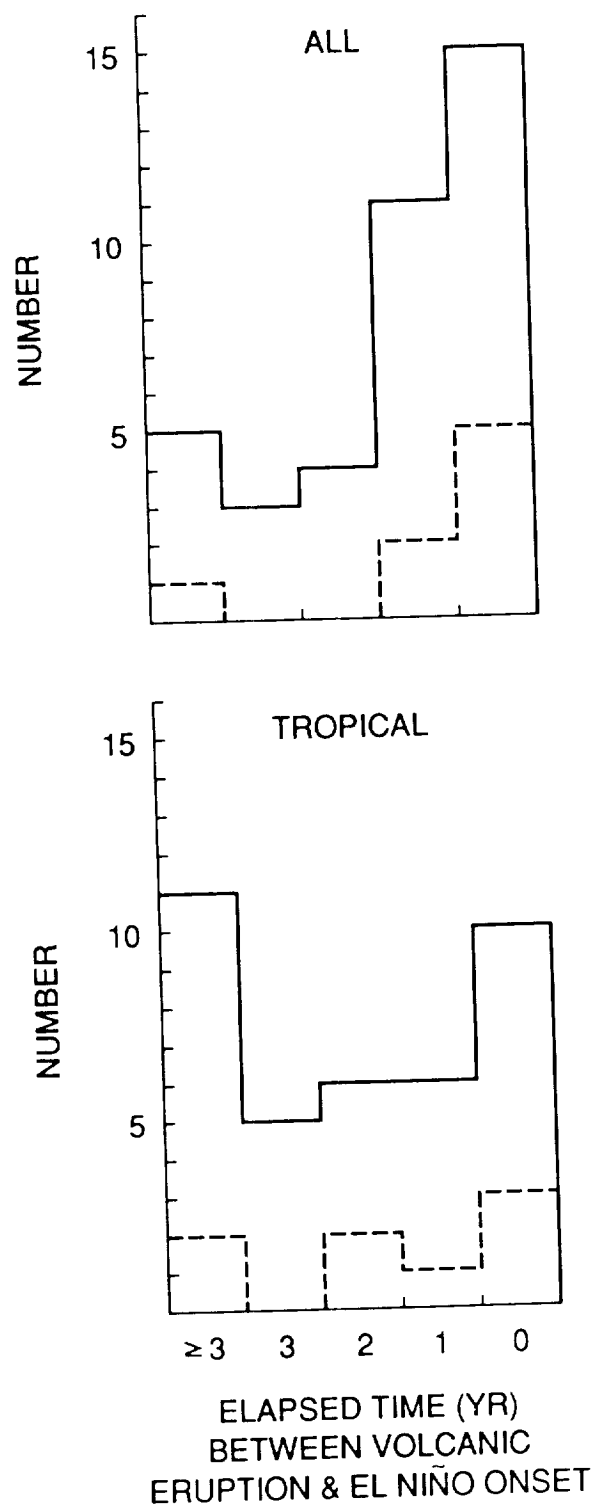 ALL
15
10
5
NUMBER
TROPICAL
15
10
5
NUMBER
≥3 3 2 1 0
ELAPSED TIME (YR)
BETWEEN VOLCANIC
ERUPTION & EL NIÑO ONSET